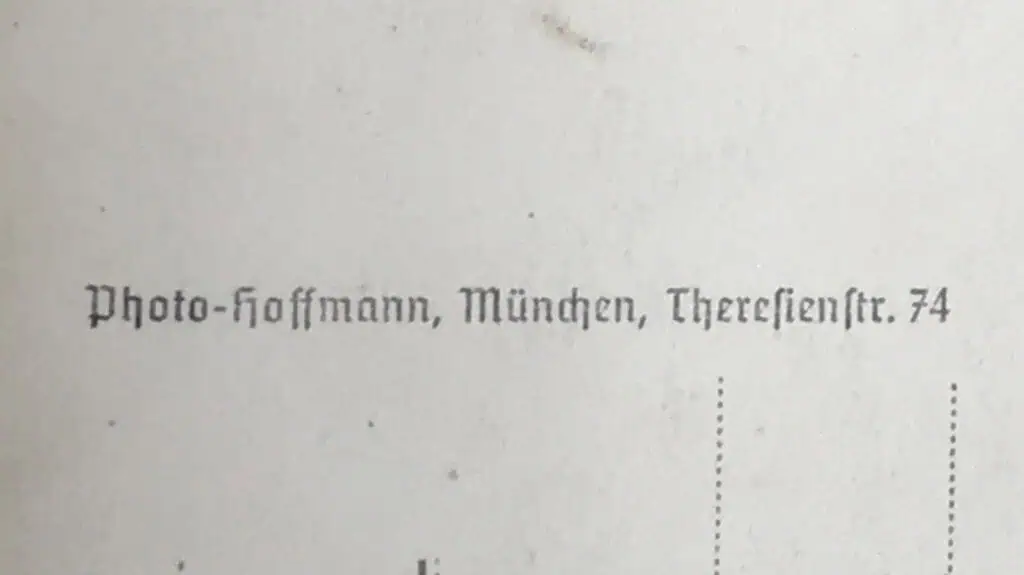 Photo-Hoffmann, München, Thereſienſtr. 74